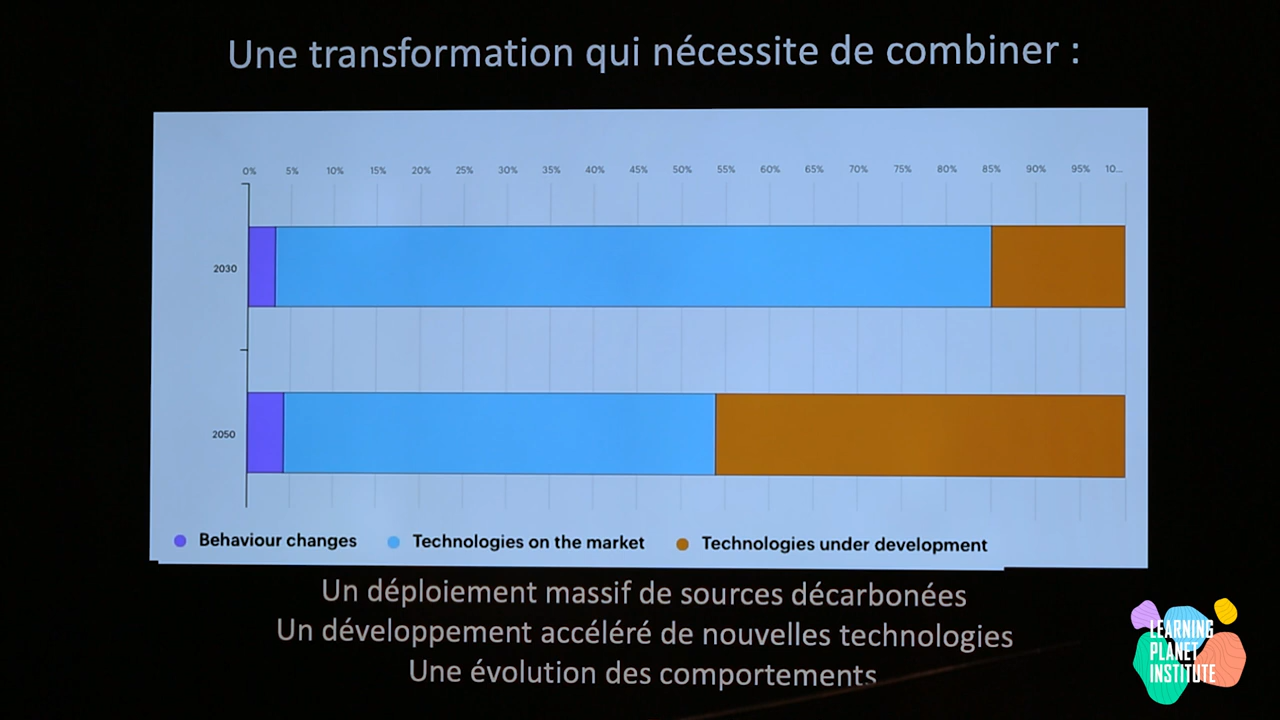 Une transformation qui nécessite de combiner :
0% 5% 10% 15% 20% 25% 30% 35% 40% 45% 50% 55% 60% 65% 70% 75% 80% 85% 90% 95% 10...
2030
2050
Behaviour changes Technologies on the market Technologies under development
Un déploiement massif de sources décarbonées
Un développement accéléré de nouvelles technologies
Une évolution des comportements
LEARNING
PLANET
INSTITUTE